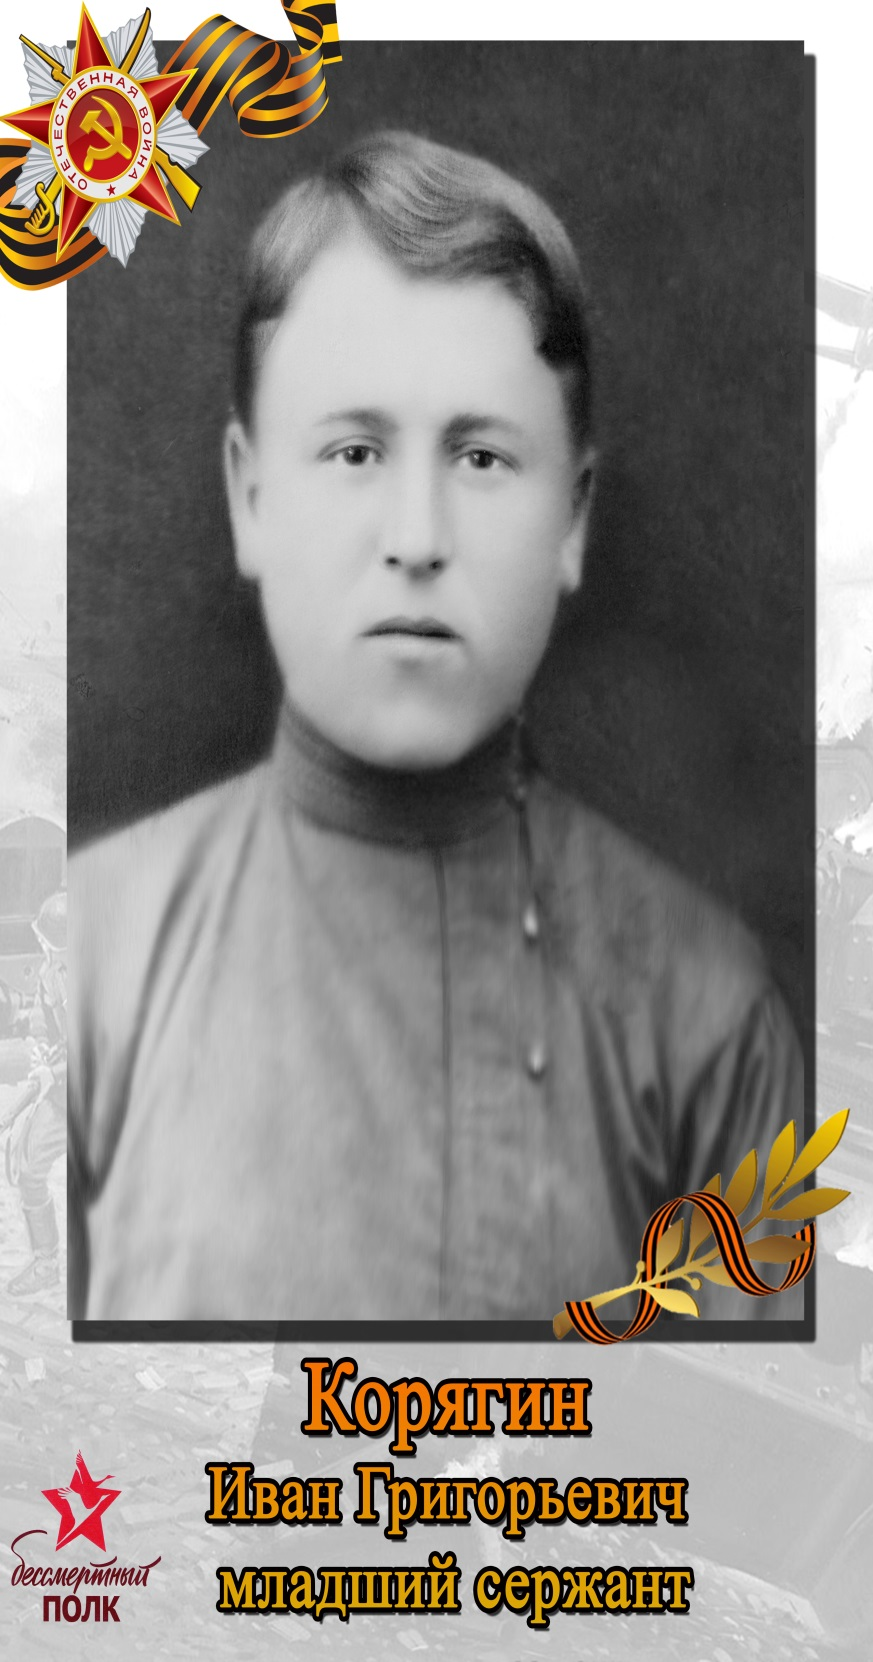 ОТЕЧЕСТВЕННАЯ ВОЙНА
Корягин
Иван Григорьевич
младший сержант
бессмертный
ПОЛК